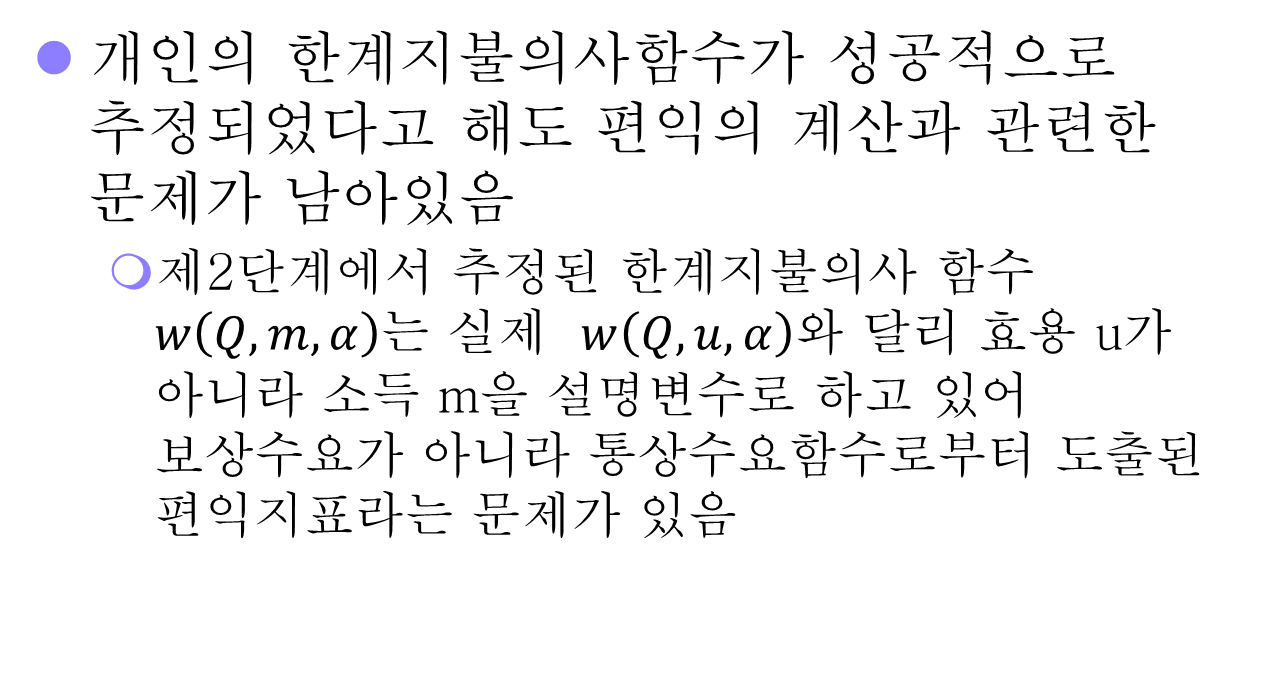 개인의 한계지불의사함수가 성공적으로
추정되었다고 해도 편익의 계산과 관련한
문제가 남아있음
제2단계에서 추정된 한계지불의사 함수
w(Q, m, α)는 실제 w(Q, u, α)와 달리 효용 u가
아니라 소득 m을 설명변수로 하고 있어
보상수요가 아니라 통상수요함수로부터 도출된
편익지표라는 문제가 있음